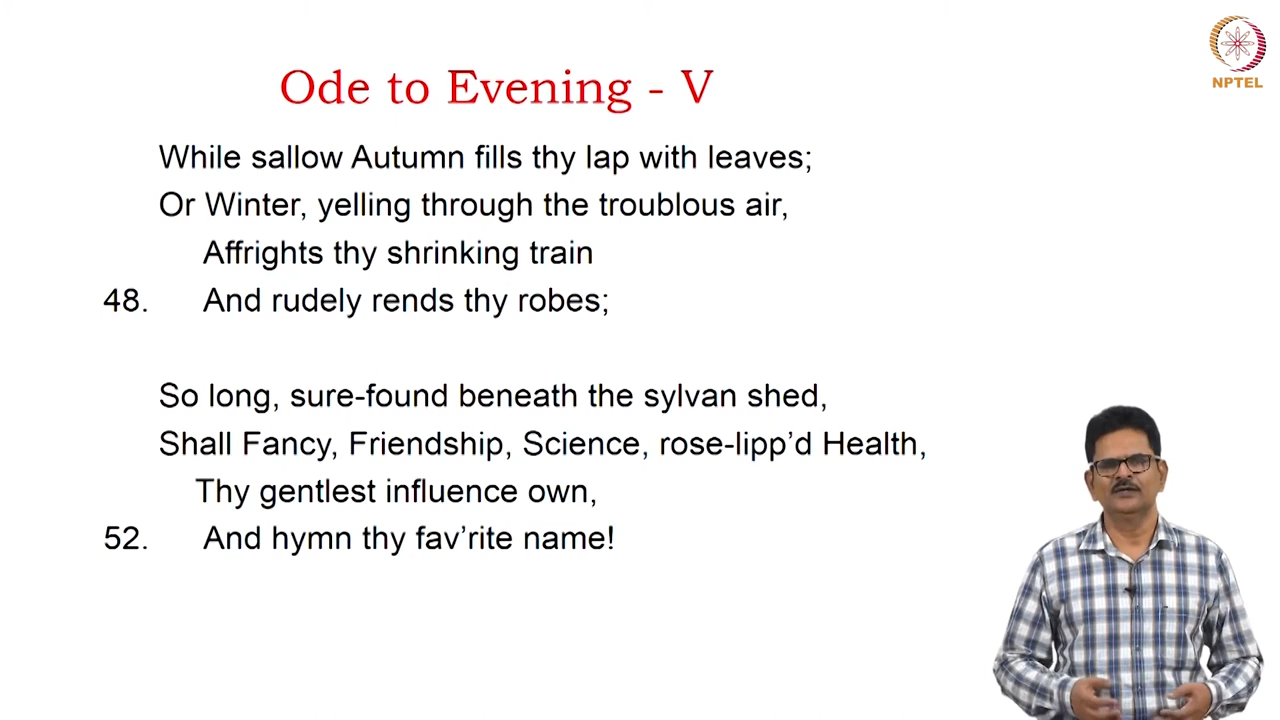 NPTEL
Ode to Evening - V
While sallow Autumn fills thy lap with leaves;
Or Winter, yelling through the troublous air,
Affrights thy shrinking train
48. And rudely rends thy robes;
So long, sure-found beneath the sylvan shed,
Shall Fancy, Friendship, Science, rose-lipp’d Health,
Thy gentlest influence own,
52. And hymn thy fav’rite name!